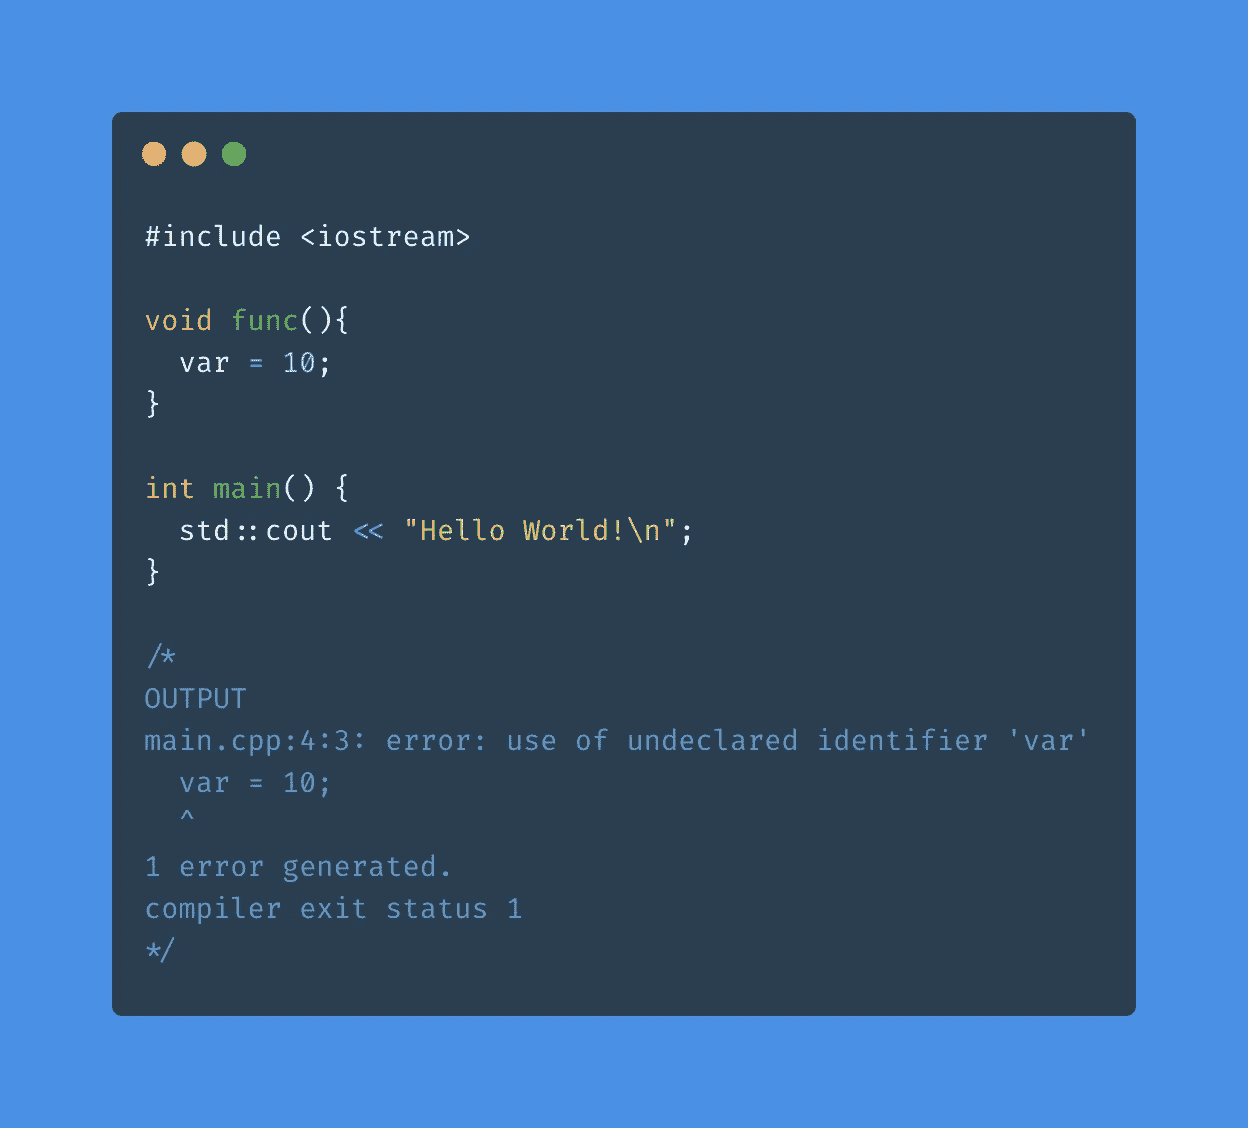 #include <iostream>

void func(){
  var = 10;
}

int main() {
  std::cout << "Hello World!\n";
}

/*
OUTPUT
main.cpp:4:3: error: use of undeclared identifier 'var'
  var = 10;
  ^
1 error generated.
compiler exit status 1
*/